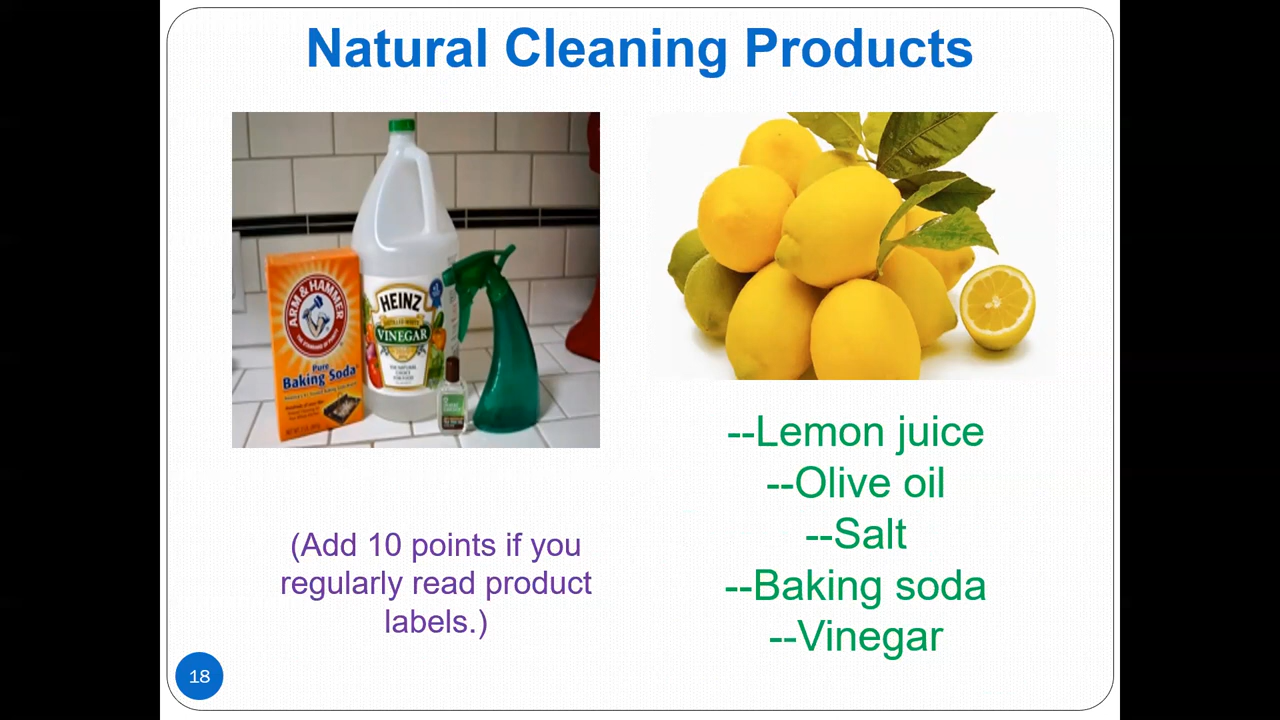 Natural Cleaning Products
ARM & HAMMER
Pure
Baking Soda
HEINZ
VINEGAR
(Add 10 points if you
regularly read product
labels.)
--Lemon juice
--Olive oil
--Salt
--Baking soda
--Vinegar
18